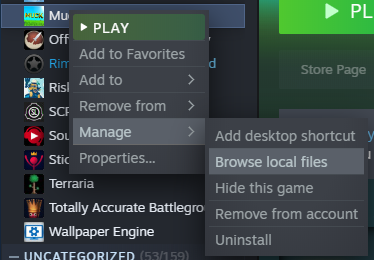 Muc
PLAY
PLAY
Off
Add to Favorites
Store Page
Rim
d
Add to
Risk
Remove from
SCP
Manage
Sou
Add desktop shortcut
Stic
Properties...
Browse local files
Terraria
Hide this game
Totally Accurate Battlegro
Remove from account
Wallpaper Engine
Uninstall
— UNCATEGORIZED (53/159)